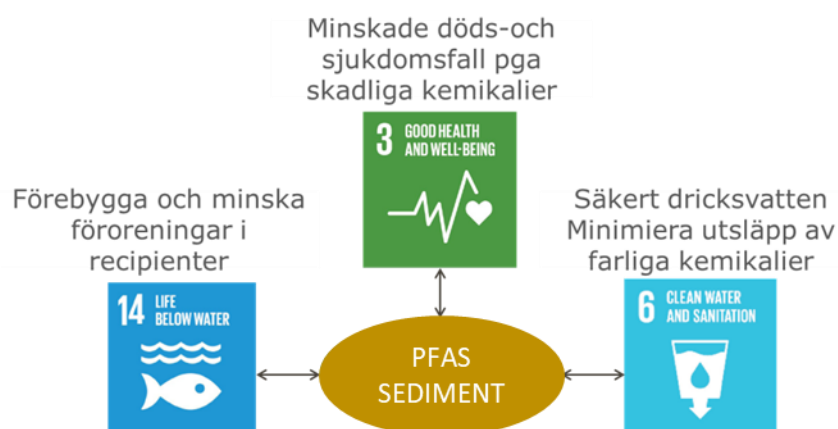 Minskade döds-och
sjukdomsfall pga
skadliga kemikalier
3 GOOD HEALTH
AND WELL-BEING
Förebygga och minska
föroreningar i
recipienter
14 LIFE
BELOW WATER
Säkert dricksvatten
Minimiera utsläpp av
farliga kemikalier
6 CLEAN WATER
AND SANITATION
PFAS
SEDIMENT